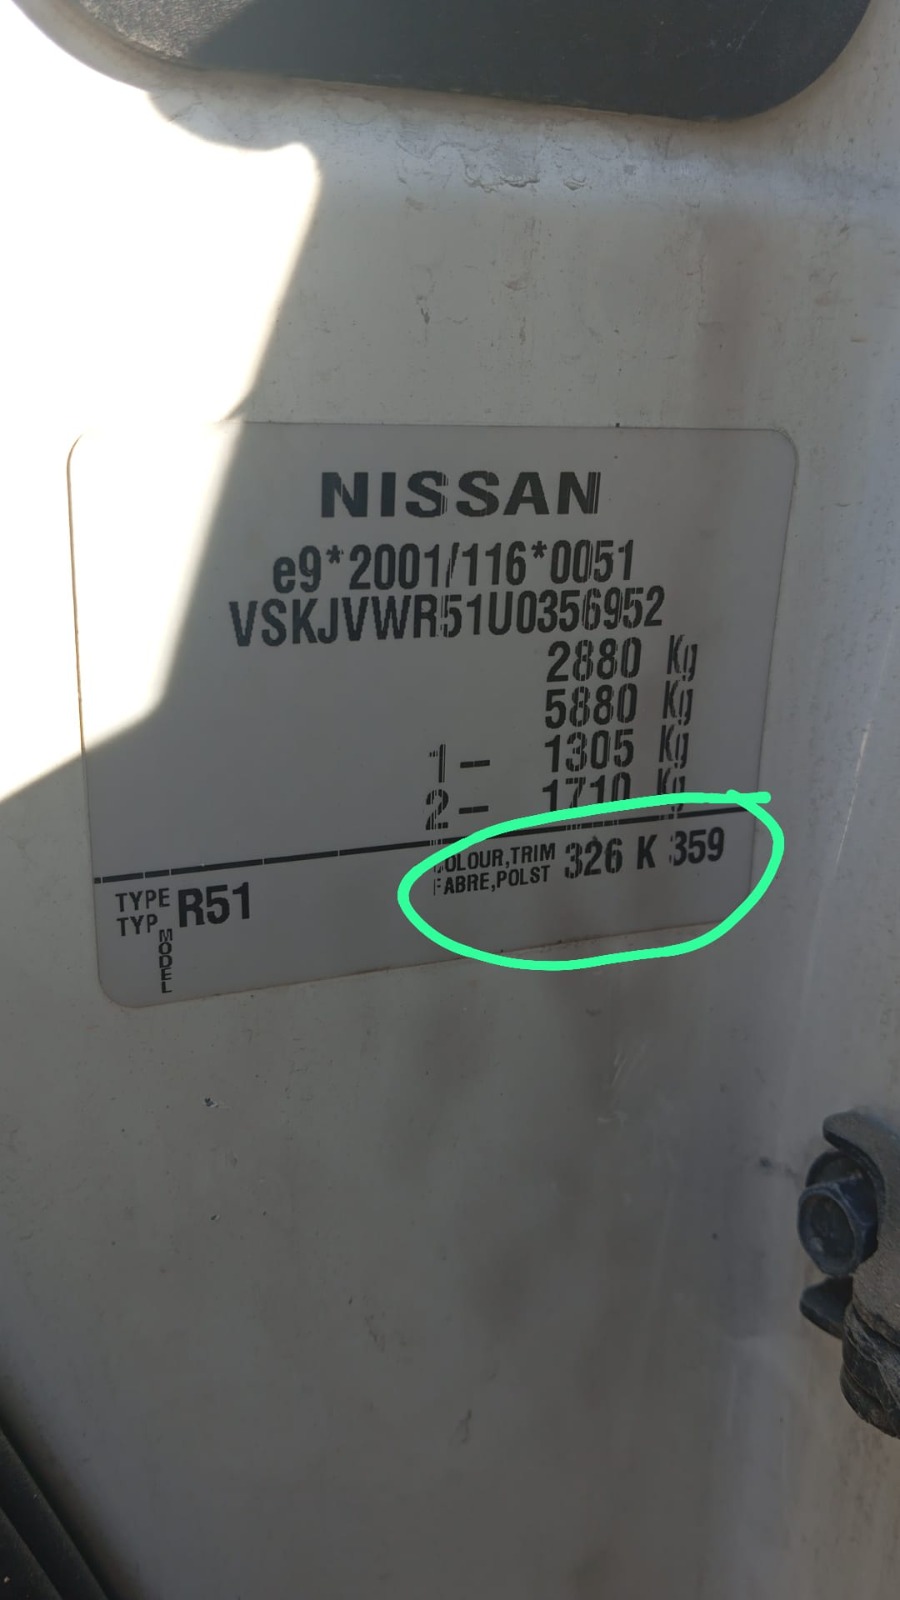 NISSAN
e9*2001/116*0051
VSKJVWR51U0356952
2880 Kg
5880 Kg
1- 1305 Kg
2- 1710 Kg
TYPE
TYP
MODEL
R51
COLOUR,TRIM
FABRE,POLST
326 K 359